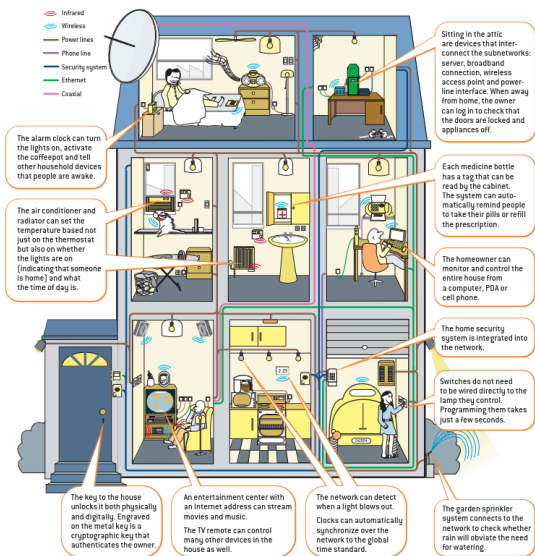 Infrared
Wireless
Power lines
Phone line
Security system
Ethernet
Coaxial
Sitting in the attic
are devices that inter-
connect the subnetworks:
server, broadband
connection, wireless
access point and power-
line interface. When away
from home, the owner
can log in to check that
the doors are locked and
appliances off.
The alarm clock can turn
the lights on, activate
the coffeepot and tell
other household devices
that people are awake.
Each medicine bottle
has a tag that can be
read by the cabinet.
The system can auto-
matically remind people
to take their pills or refill
the prescription.
The air conditioner and
radiator can set the
temperature based not
just on the thermostat
but also on whether
the lights are on
(indicating that someone
is home) and what
the time of day is.
The homeowner can
monitor and control the
entire house from
a computer, PDA or
cell phone.
The home security
system is integrated into
the network.
2:23
Switches do not need
to be wired directly to the
lamp they control.
Programming them takes
just a few seconds.
The key to the house
unlocks it both physically
and digitally. Engraved
on the metal key is a
cryptographic key that
authenticates the owner.
An entertainment center with
an Internet address can stream
movies and music.
The TV remote can control
many other devices in the
house as well.
The network can detect
when a light blows out.
Clocks can automatically
synchronize over the
network to the global
time standard.
The garden sprinkler
system connects to the
network to check whether
rain will obviate the need
for watering.